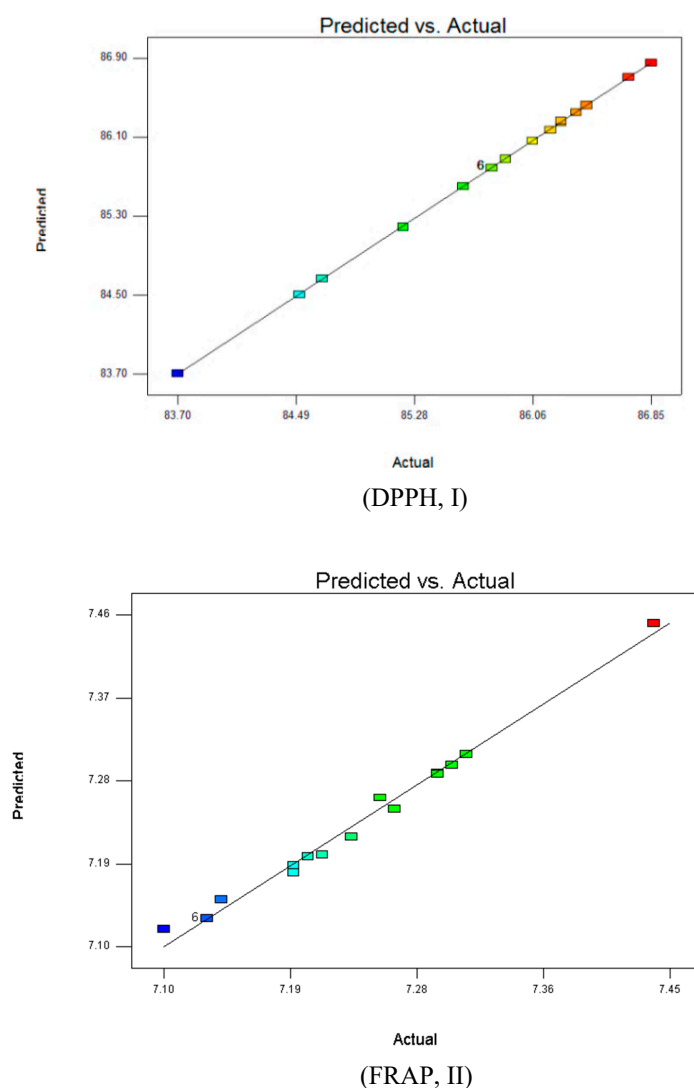 Predicted vs. Actual
86.90
86.10
85.30
84.50
83.70
Predicted
6
83.70 84.49 85.28 86.06 86.85
Actual
(DPPH, I)
Predicted vs. Actual
7.46
7.37
7.28
7.19
7.10
Predicted
6
7.10 7.19 7.28 7.36 7.45
Actual
(FRAP, II)